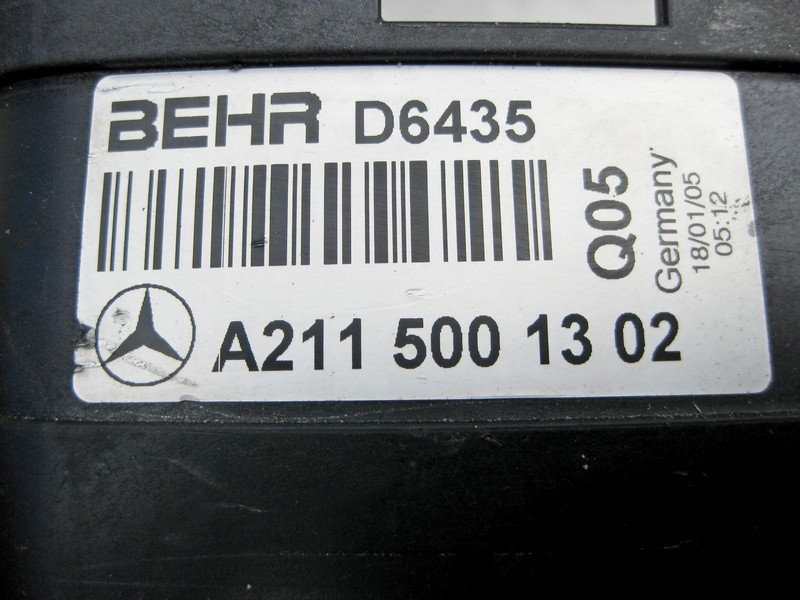 BEHR D6435
Q05
Germany
18/01/05
05:12
A211 500 13 02